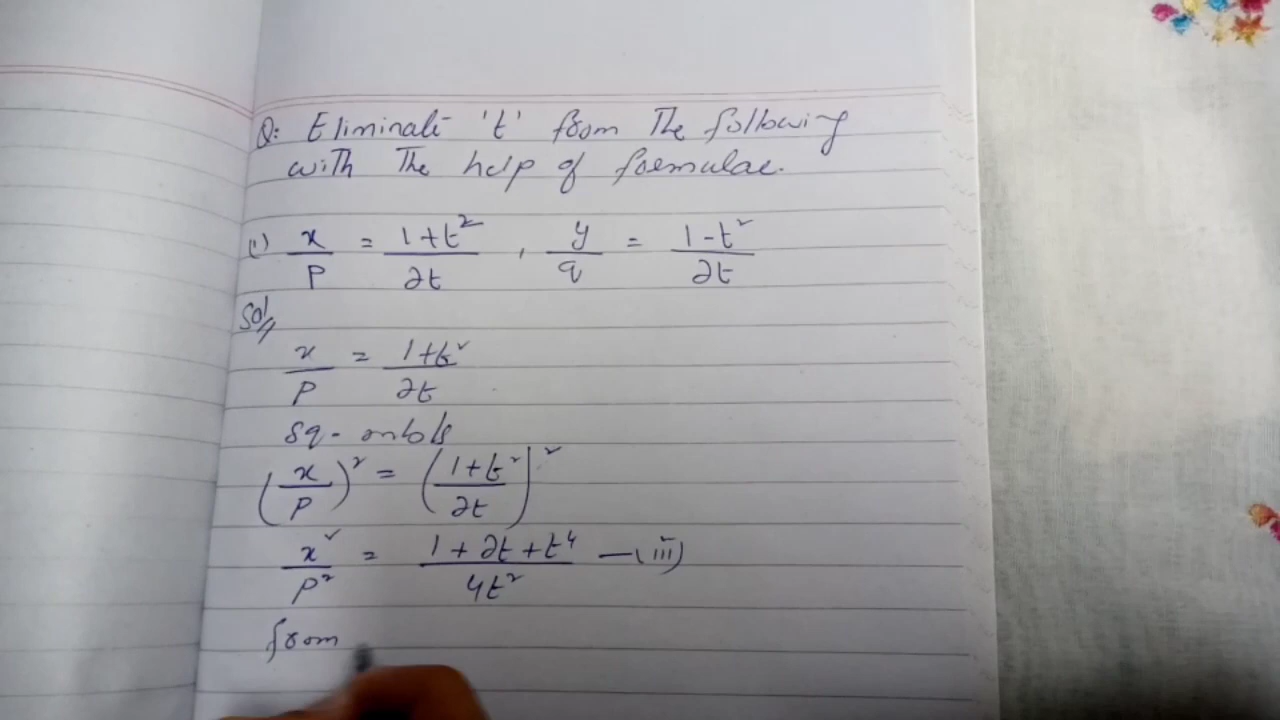 Q: Eliminate 't' from The following
with The help of formulae.
(i) x/p = 1+t²/2t , y/q = 1-t²/2t
Sol
x/p = 1+t²/2t
sq- onb/s
(x/p)² = (1+t²/2t)²
x²/p² = 1+2t+t⁴/4t² —(iii)
from